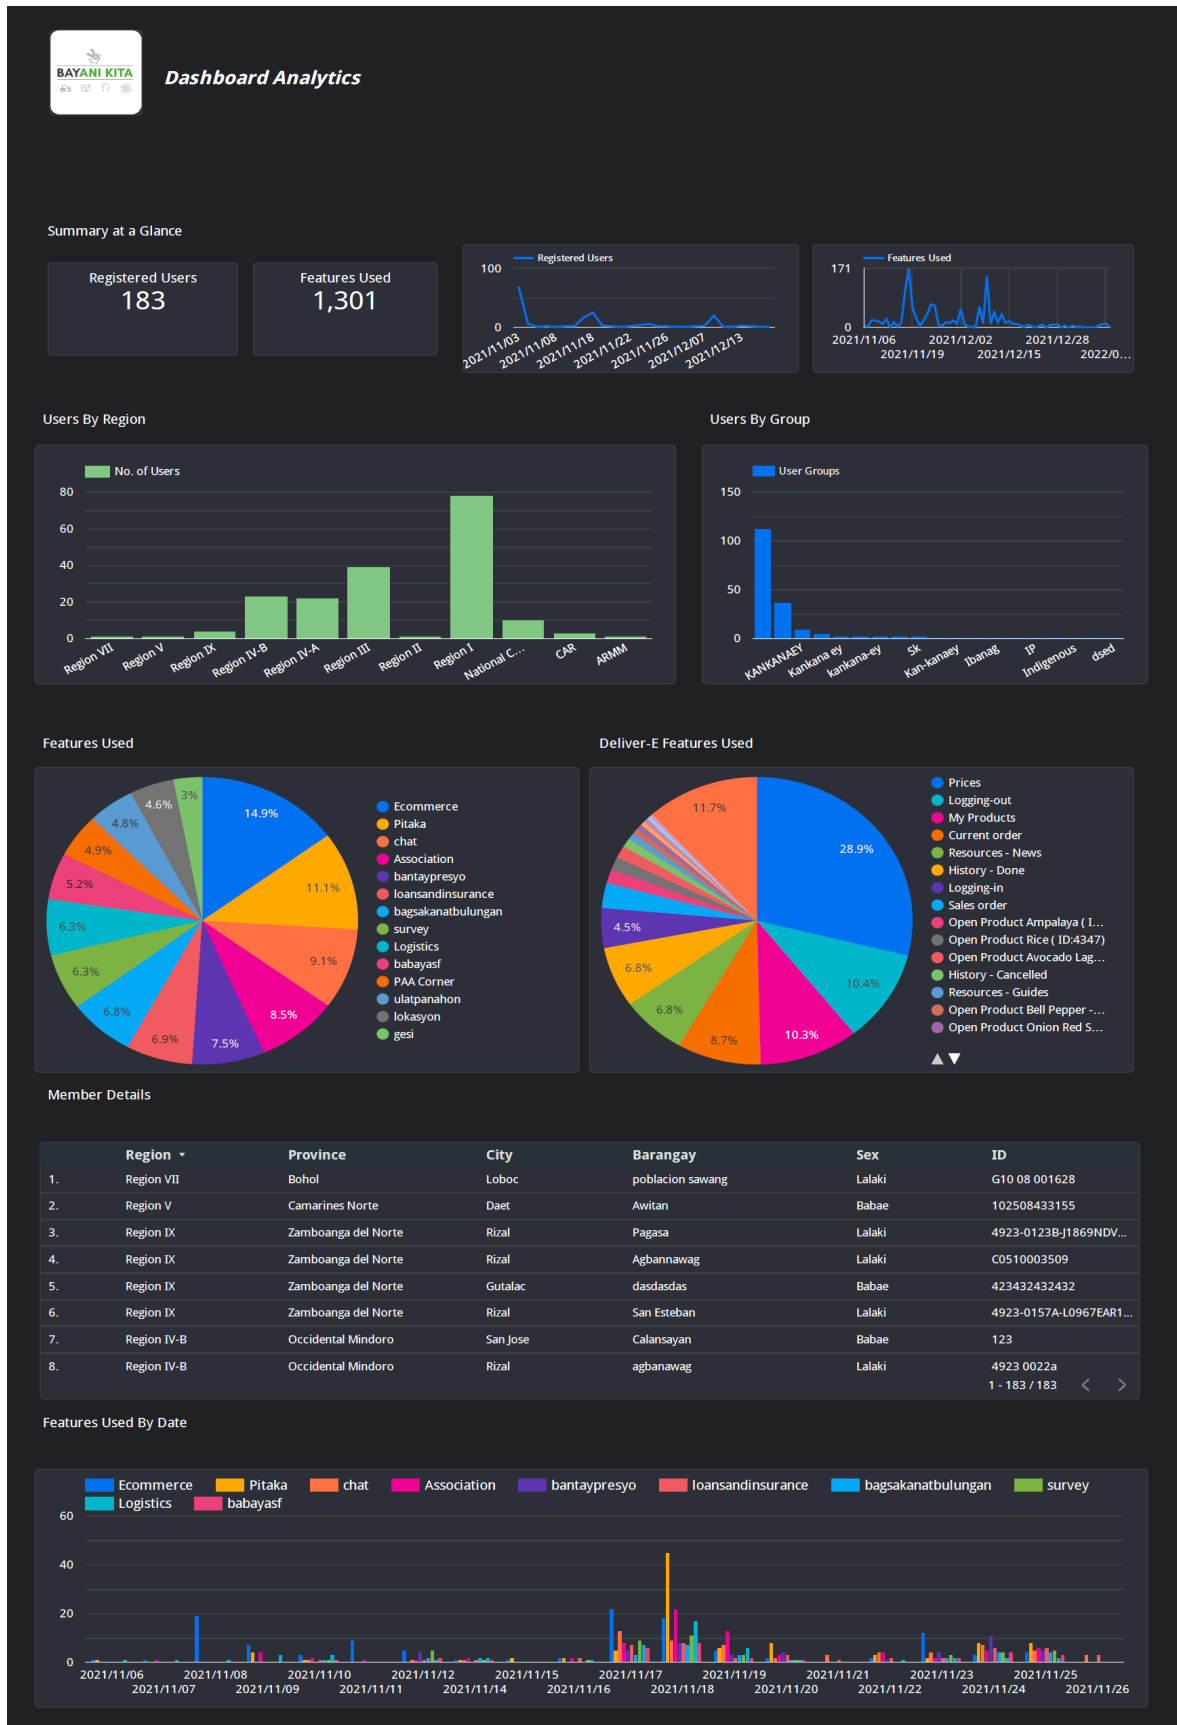 BAYANI KITA
Dashboard Analytics
Summary at a Glance
Registered Users
183
Features Used
1,301
Registered Users
100
0
2021/11/03
2021/11/08
2021/11/18
2021/11/22
2021/11/26
2021/12/07
2021/12/13
Features Used
171
0
2021/11/06
2021/12/02
2021/12/28
2021/11/19
2021/12/15
2022/0...
Users By Region
No. of Users
80
60
40
20
0
Region VII
Region V
Region IX
Region IV-B
Region IV-A
Region III
Region II
Region I
National C...
CAR
ARMM
Users By Group
User Groups
150
100
50
0
KANKANAEY
Kankana ey
kankana-ey
Sk
Kan-kanaey
Ibanag
IP
Indigenous
dsed
Features Used
14.9%
11.1%
9.1%
8.5%
7.5%
6.9%
6.8%
6.3%
6.3%
5.2%
4.9%
4.8%
4.6%
3%
Ecommerce
Pitaka
chat
Association
bantaypresyo
loansandinsurance
bagsakanatbulungan
survey
Logistics
babayasf
PAA Corner
ulatpanahon
lokasyon
gesi
Deliver-E Features Used
28.9%
10.4%
10.3%
8.7%
6.8%
6.8%
4.5%
11.7%
Prices
Logging-out
My Products
Current order
Resources - News
History - Done
Logging-in
Sales order
Open Product Ampalaya ( I...
Open Product Rice ( ID:4347)
Open Product Avocado Lag...
History - Cancelled
Resources - Guides
Open Product Bell Pepper -...
Open Product Onion Red S...
Member Details
Region Province City Barangay Sex ID
1. Region VII Bohol Loboc poblacion sawang Lalaki G10 08 001628
2. Region V Camarines Norte Daet Awitan Babae 102508433155
3. Region IX Zamboanga del Norte Rizal Pagasa Lalaki 4923-0123B-J1869NDV...
4. Region IX Zamboanga del Norte Rizal Agbannawag Lalaki C0510003509
5. Region IX Zamboanga del Norte Gutalac dasdasdas Babae 423432432432
6. Region IX Zamboanga del Norte Rizal San Esteban Lalaki 4923-0157A-L0967EAR1...
7. Region IV-B Occidental Mindoro San Jose Calansayan Babae 123
8. Region IV-B Occidental Mindoro Rizal agbanawag Lalaki 4923 0022a
1 - 183 / 183
Features Used By Date
Ecommerce Pitaka chat Association bantaypresyo loansandinsurance bagsakanatbulungan survey
Logistics babayasf
60
40
20
0
2021/11/06 2021/11/08 2021/11/10 2021/11/12 2021/11/15 2021/11/17 2021/11/19 2021/11/21 2021/11/23 2021/11/25
2021/11/07 2021/11/09 2021/11/11 2021/11/14 2021/11/16 2021/11/18 2021/11/20 2021/11/22 2021/11/24 2021/11/26